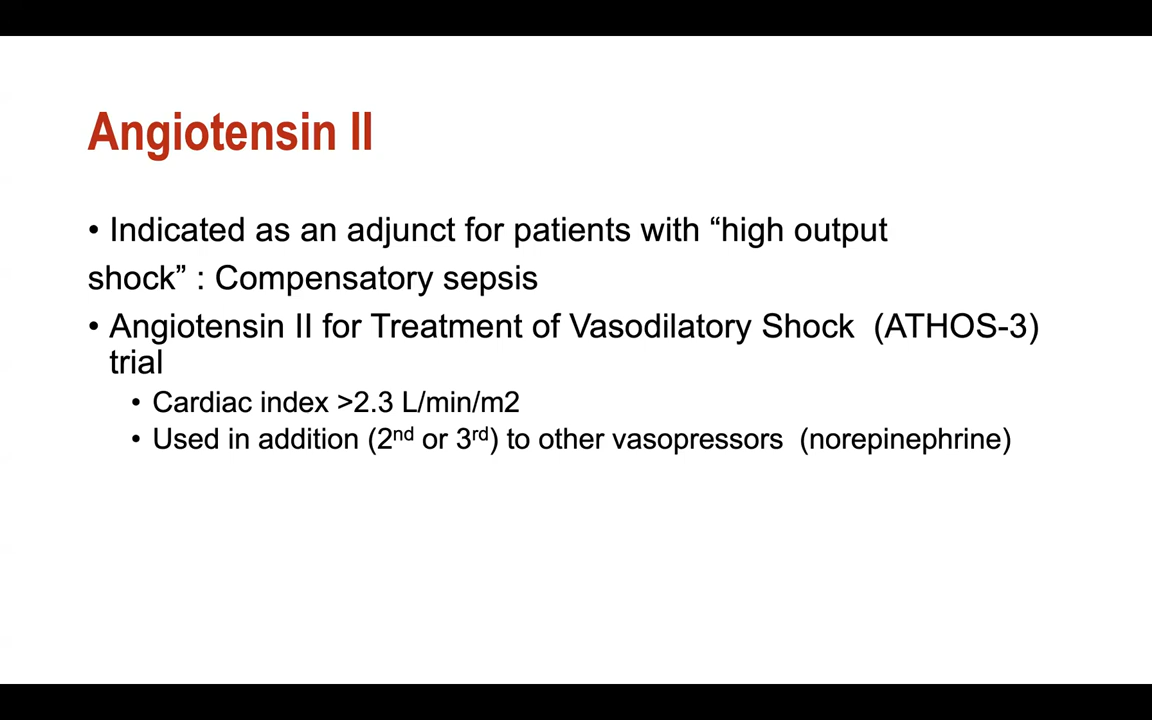 Angiotensin II
• Indicated as an adjunct for patients with “high output
shock” : Compensatory sepsis
• Angiotensin II for Treatment of Vasodilatory Shock  (ATHOS-3)
trial
• Cardiac index >2.3 L/min/m2
• Used in addition (2nd or 3rd) to other vasopressors  (norepinephrine)